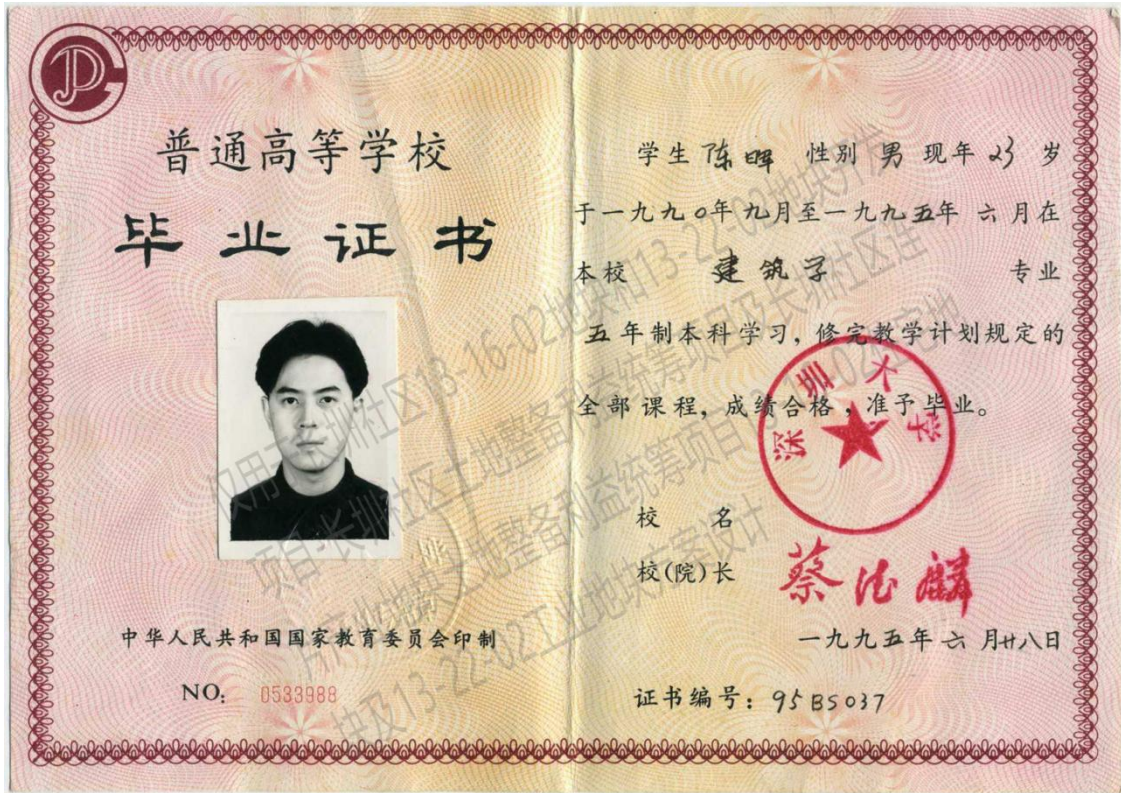 普通高等学校
毕业证书
中华人民共和国国家教育委员会印制
NO: 0533988
学生 陈晖 性别 男 现年 23 岁
于一九九〇年九月至一九九五年 六月在
本校 建筑学 专业
五年制本科学习，修完教学计划规定的
全部课程，成绩合格，准予毕业。
深圳大学
校 名
校(院)长 蔡德麟
一九九五年六月廿八日
证书编号：95BS037